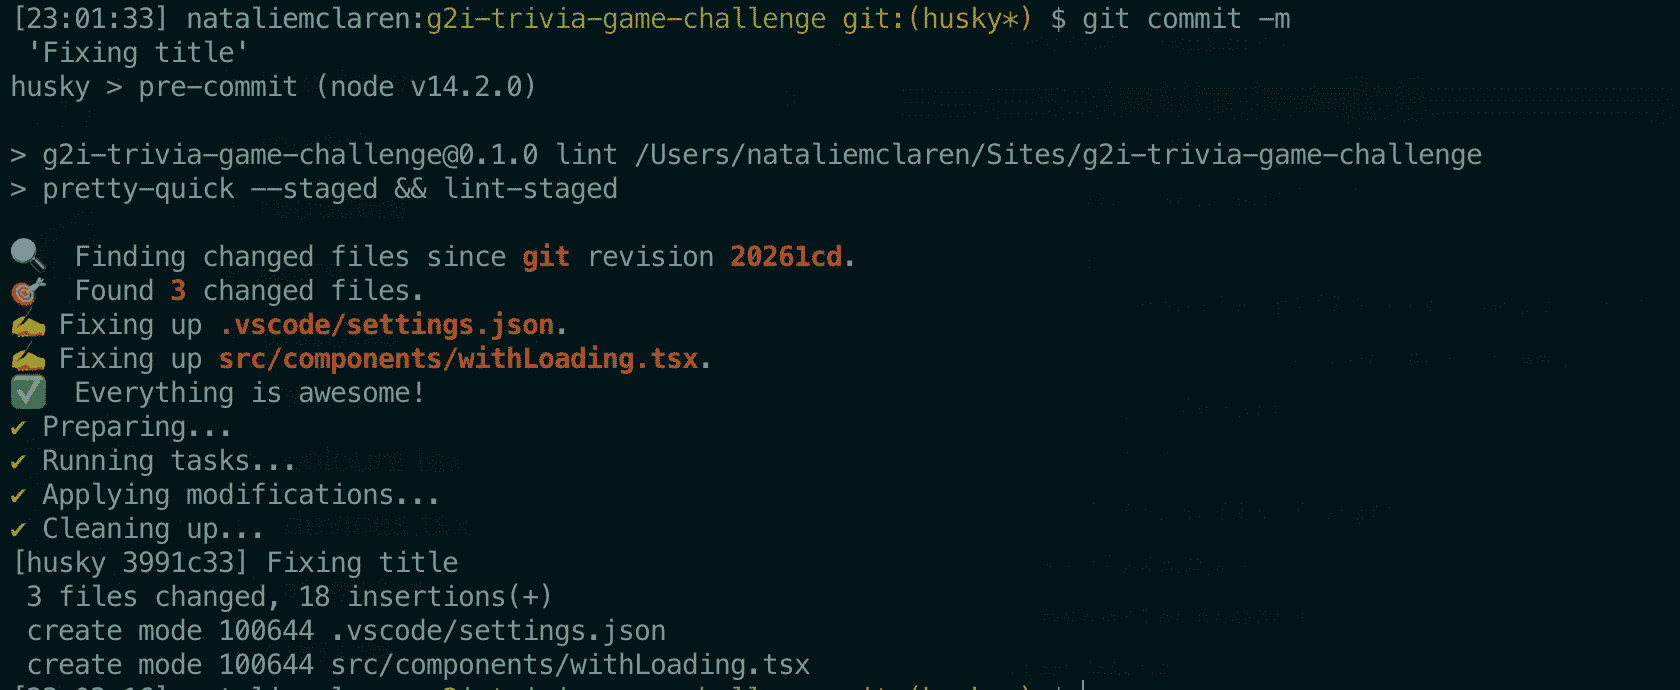 [23:01:33] nataliemclaren:g2i-trivia-game-challenge git:(husky*) $ git commit -m
'Fixing title'
husky > pre-commit (node v14.2.0)
> g2i-trivia-game-challenge@0.1.0 lint /Users/nataliemclaren/Sites/g2i-trivia-game-challenge
> pretty-quick --staged && lint-staged
🔍 Finding changed files since git revision 20261cd.
🎯 Found 3 changed files.
✍️ Fixing up .vscode/settings.json.
✍️ Fixing up src/components/withLoading.tsx.
✅ Everything is awesome!
✔ Preparing...
✔ Running tasks...
✔ Applying modifications...
✔ Cleaning up...
[husky 3991c33] Fixing title
3 files changed, 18 insertions(+)
create mode 100644 .vscode/settings.json
create mode 100644 src/components/withLoading.tsx